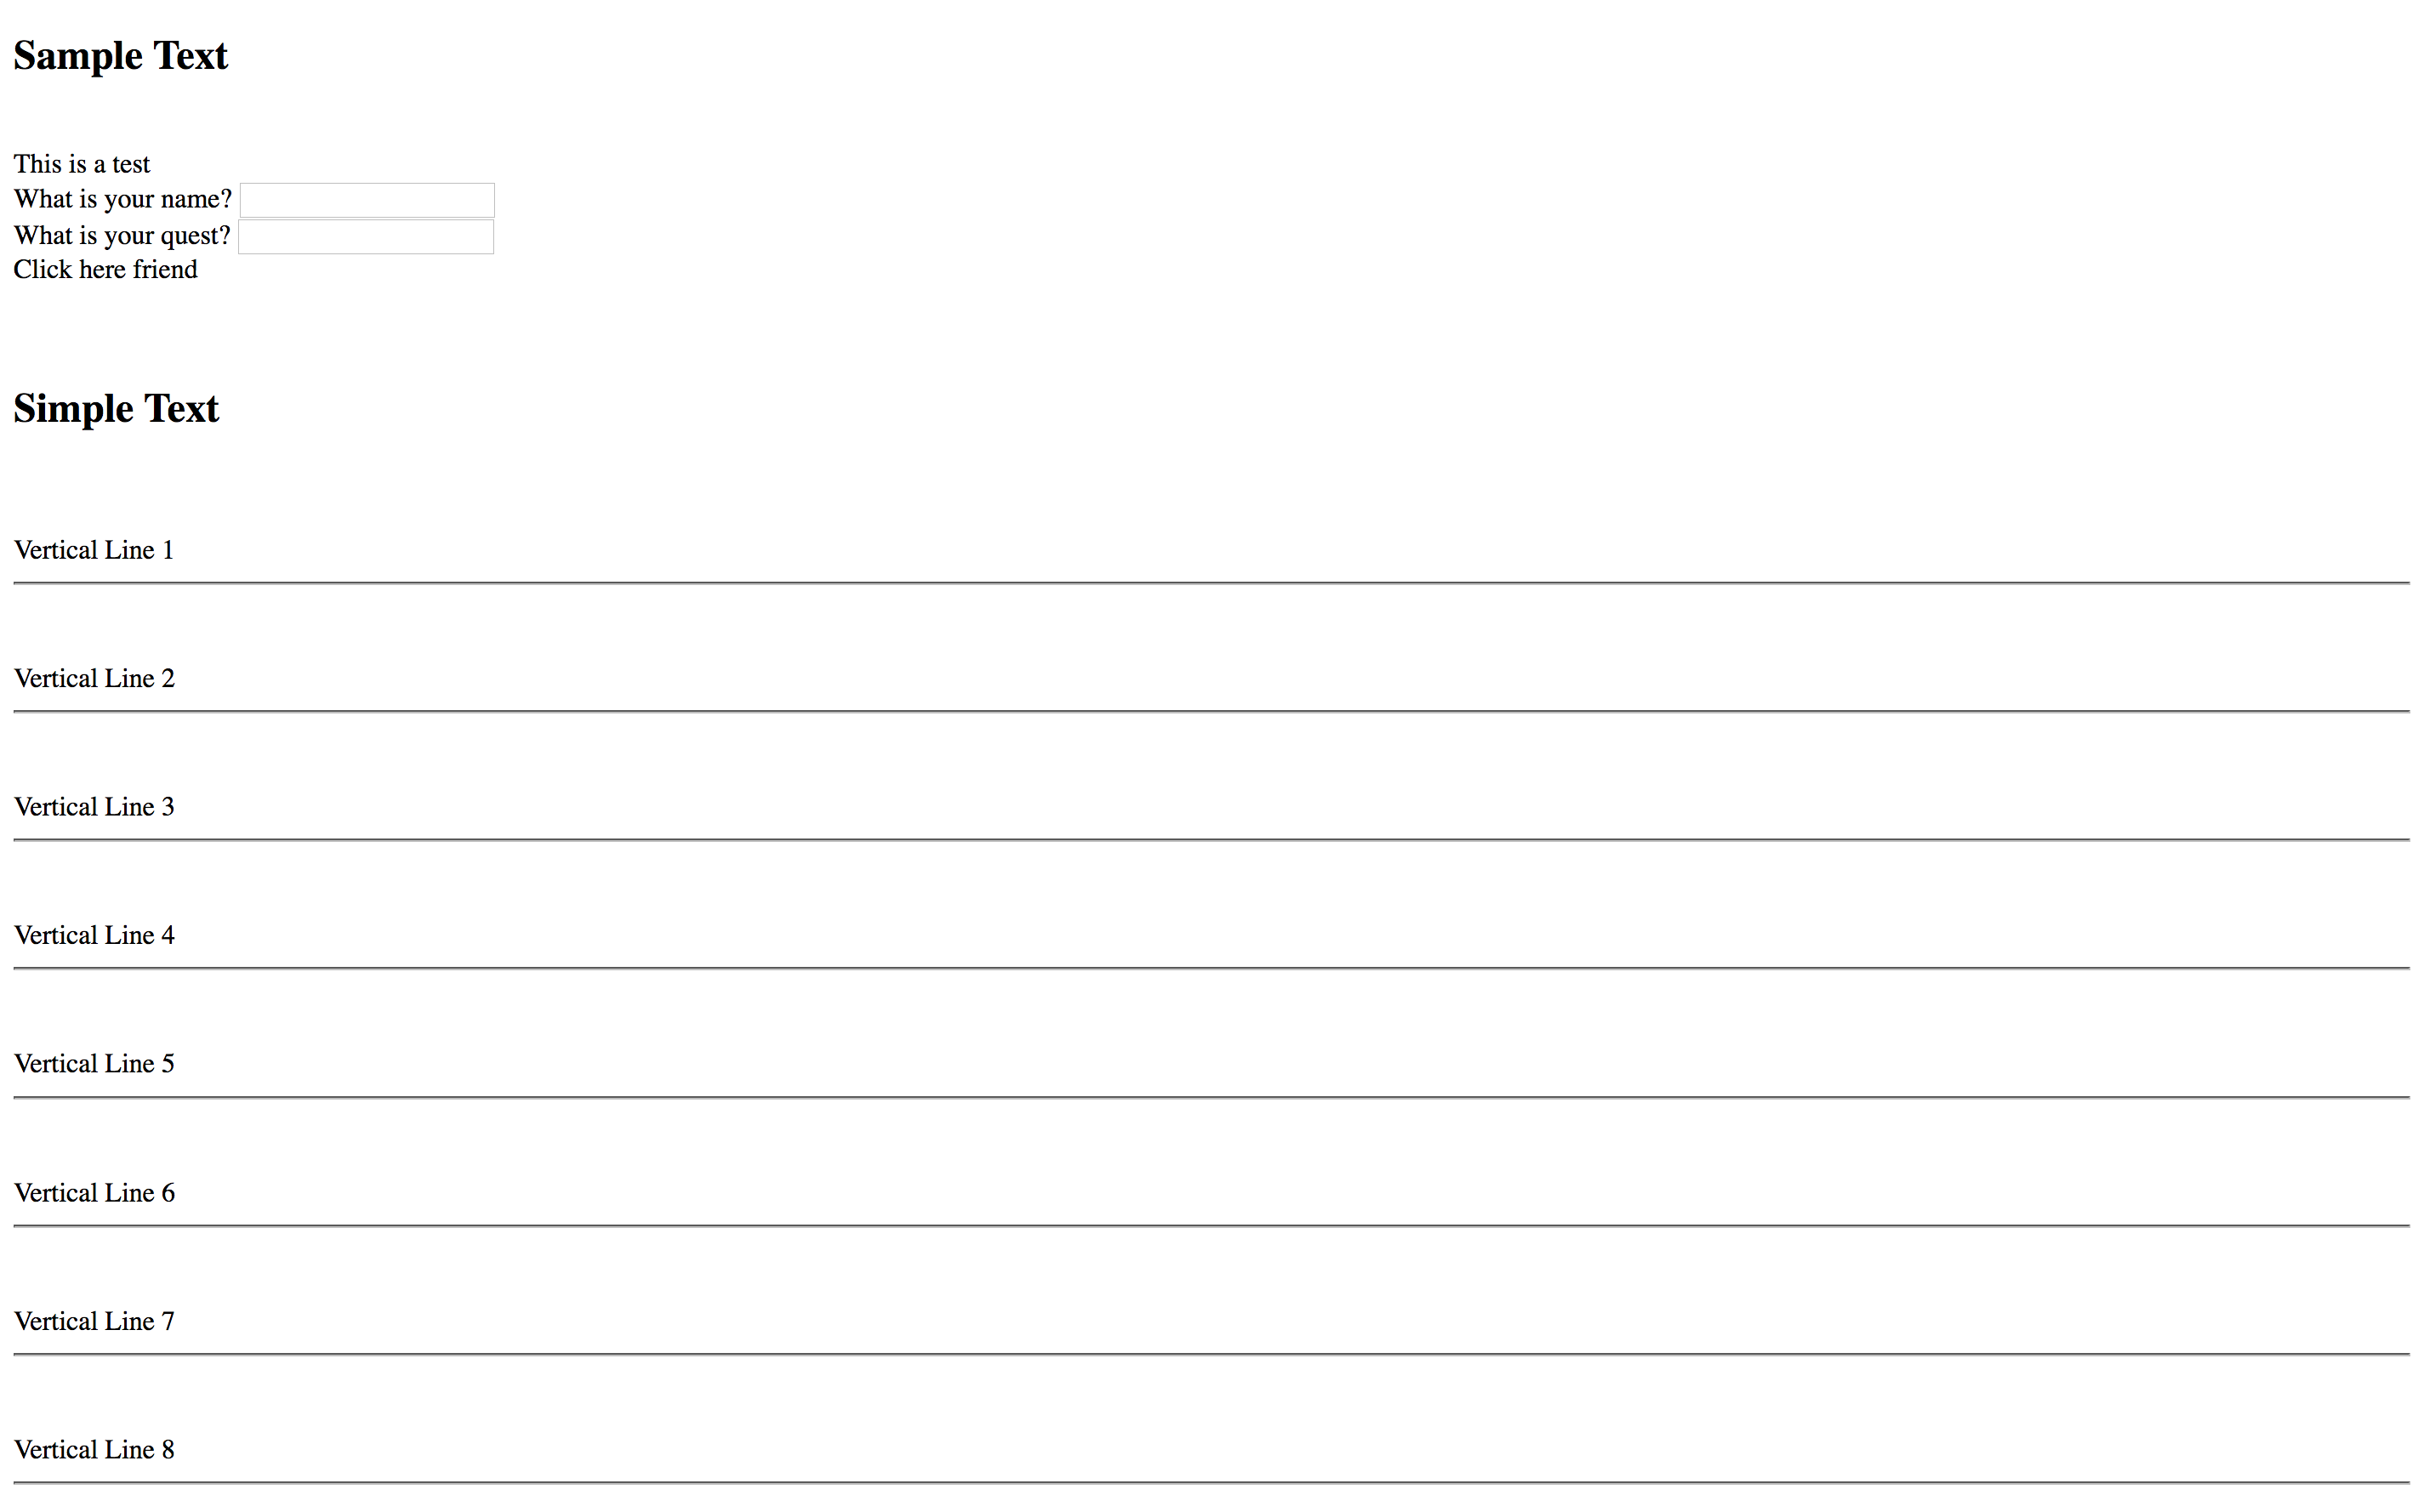 Sample Text
This is a test
What is your name?
What is your quest?
Click here friend
Simple Text
Vertical Line 1
Vertical Line 2
Vertical Line 3
Vertical Line 4
Vertical Line 5
Vertical Line 6
Vertical Line 7
Vertical Line 8